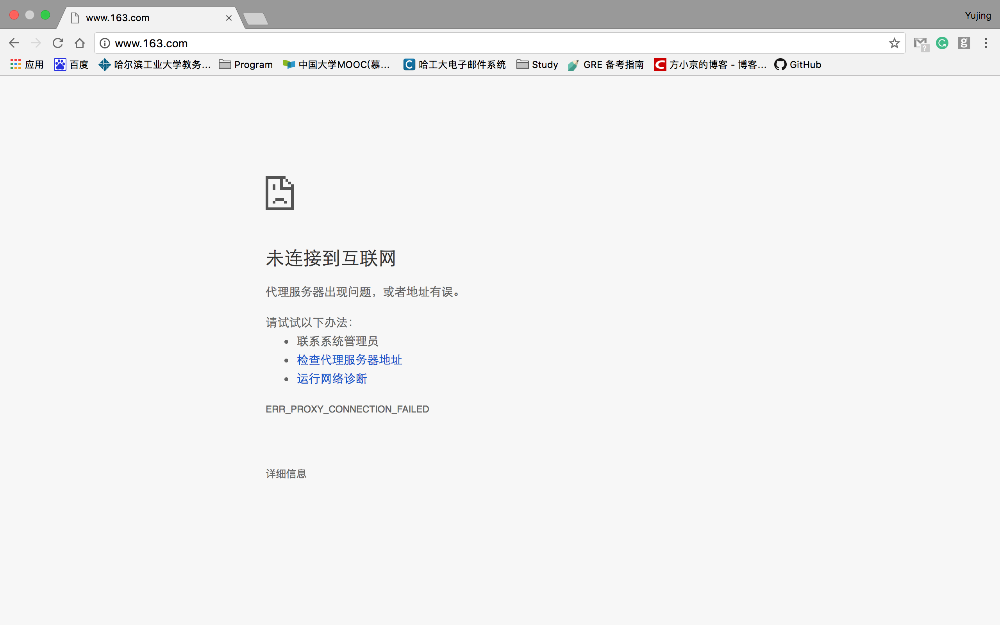 www.163.com
Yujing
www.163.com
应用 百度 哈尔滨工业大学教务... Program 中国大学MOOC(慕... 哈工大电子邮件系统 Study GRE 备考指南 方小京的博客 - 博客... GitHub
未连接到互联网
代理服务器出现问题，或者地址有误。
请试试以下办法：
联系系统管理员
检查代理服务器地址
运行网络诊断
ERR_PROXY_CONNECTION_FAILED
详细信息